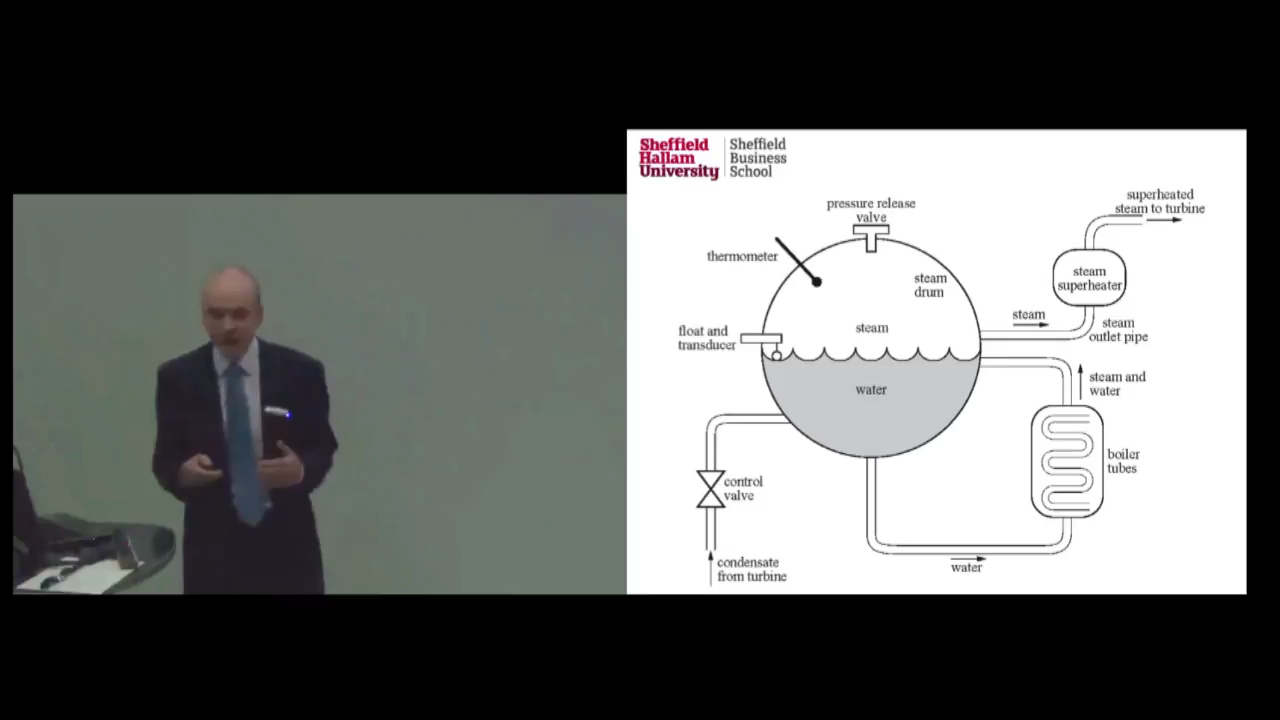 Sheffield
Hallam
University
Sheffield
Business
School
pressure release
valve
superheated
steam to turbine
thermometer
steam
drum
steam
superheater
steam
steam
outlet pipe
float and
transducer
steam
water
steam and
water
boiler
tubes
control
valve
condensate
from turbine
water